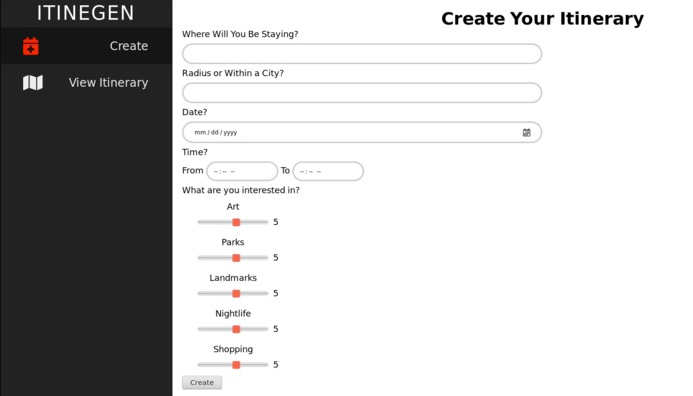 ITINEGEN
Create
View Itinerary
Create Your Itinerary
Where Will You Be Staying?
Radius or Within a City?
Date?
mm/dd/yyyy
Time?
From --:-- -- To --:-- --
What are you interested in?
Art
5
Parks
5
Landmarks
5
Nightlife
5
Shopping
5
Create